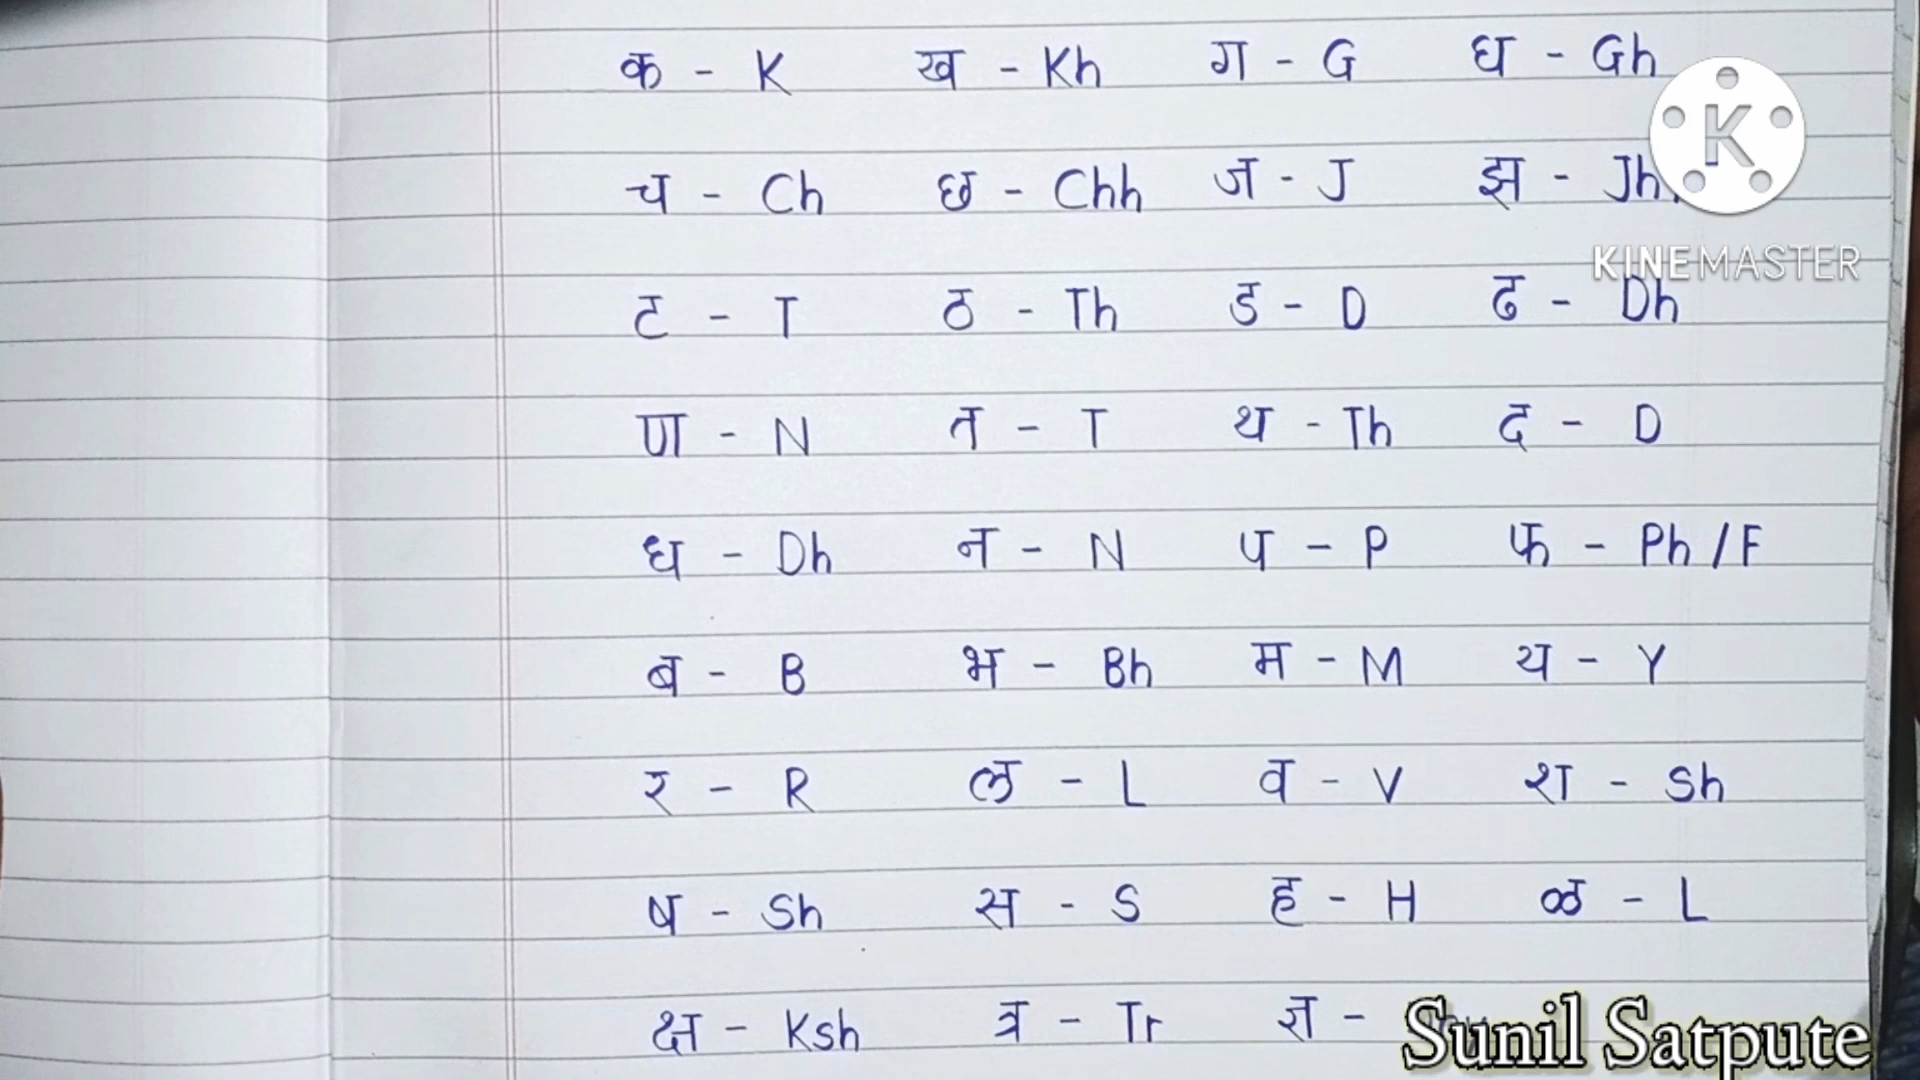 क - K ख - Kh ग - G घ - Gh
च - Ch छ - Chh ज - J झ - Jh
KINEMASTER
ट - T ठ - Th ड - D ढ - Dh
ण - N त - T थ - Th द - D
ध - Dh न - N प - P फ - Ph / F
ब - B भ - Bh म - M य - Y
र - R ल - L व - V श - Sh
ष - Sh स - S ह - H ळ - L
क्ष - Ksh त्र - Tr ज्ञ -
Sunil Satpute